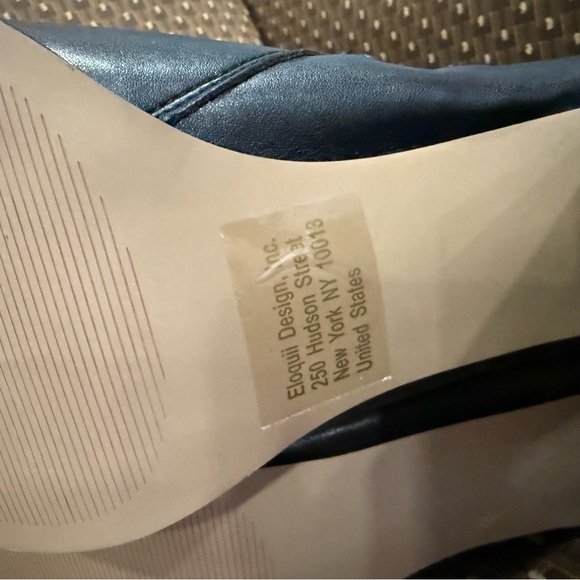 Eloquii Design, Inc.
250 Hudson Street
New York NY 10013
United States